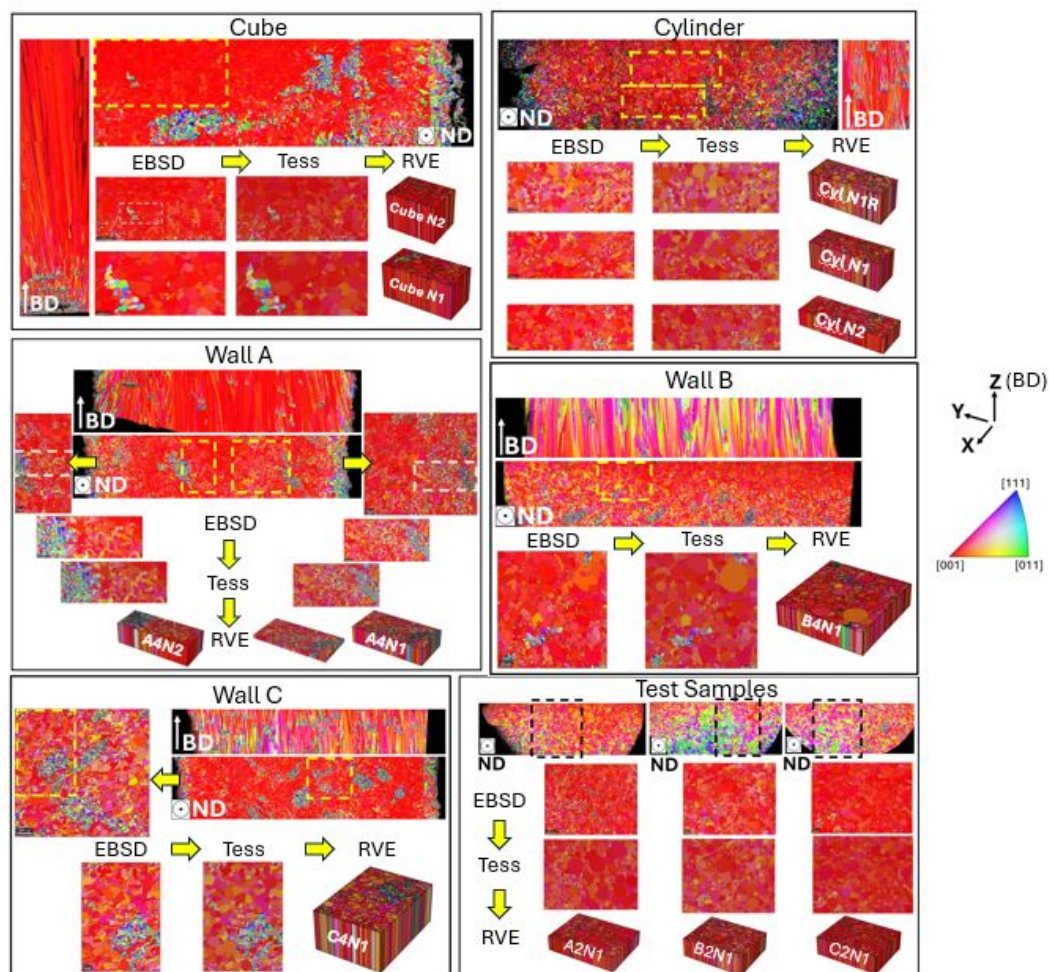 Cube
BD
ND
EBSD
Tess
RVE
Cube N2
Cube N1
Cylinder
ND
BD
EBSD
Tess
RVE
Cyl N1R
Cyl N1
Cyl N2
Wall A
BD
ND
EBSD
Tess
RVE
A4N2
A4N1
Wall B
BD
ND
EBSD
Tess
RVE
B4N1
Z (BD)
Y
X
[111]
[001]
[011]
Wall C
BD
ND
EBSD
Tess
RVE
C4N1
Test Samples
ND
ND
ND
EBSD
Tess
RVE
A2N1
B2N1
C2N1